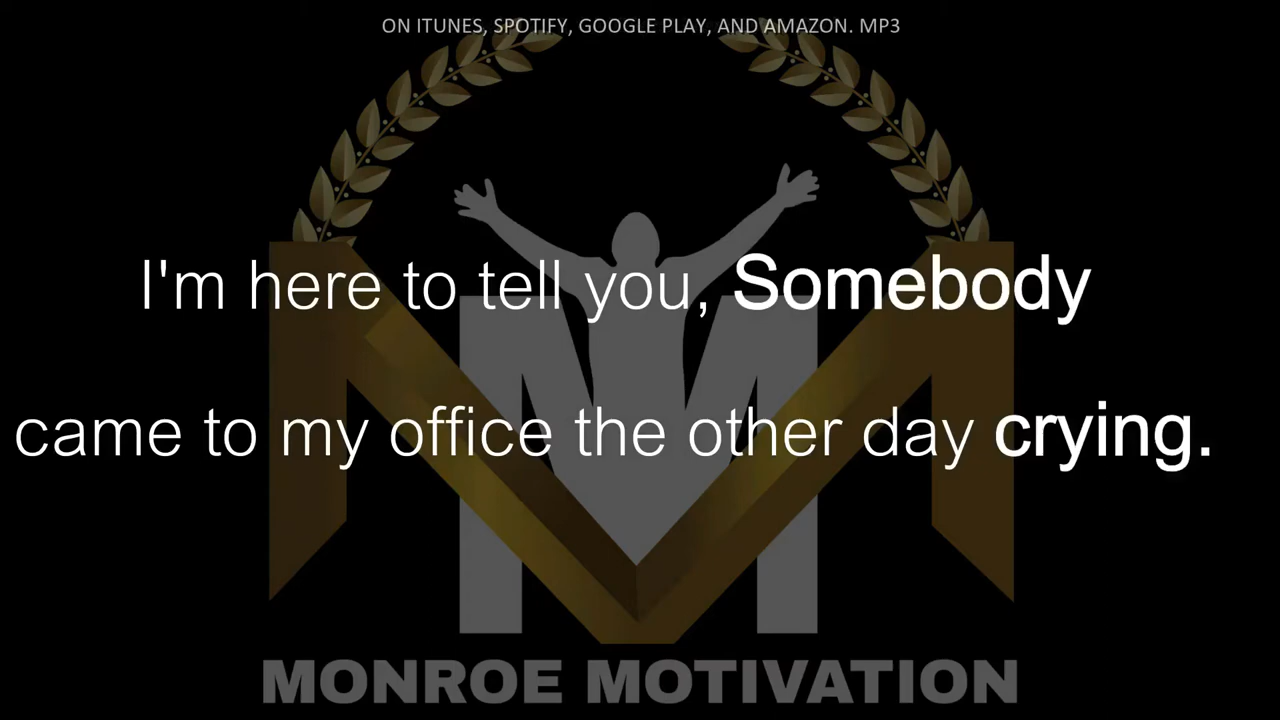 ON ITUNES, SPOTIFY, GOOGLE PLAY, AND AMAZON. MP3
I'm here to tell you, Somebody
came to my office the other day crying.
MONROE MOTIVATION